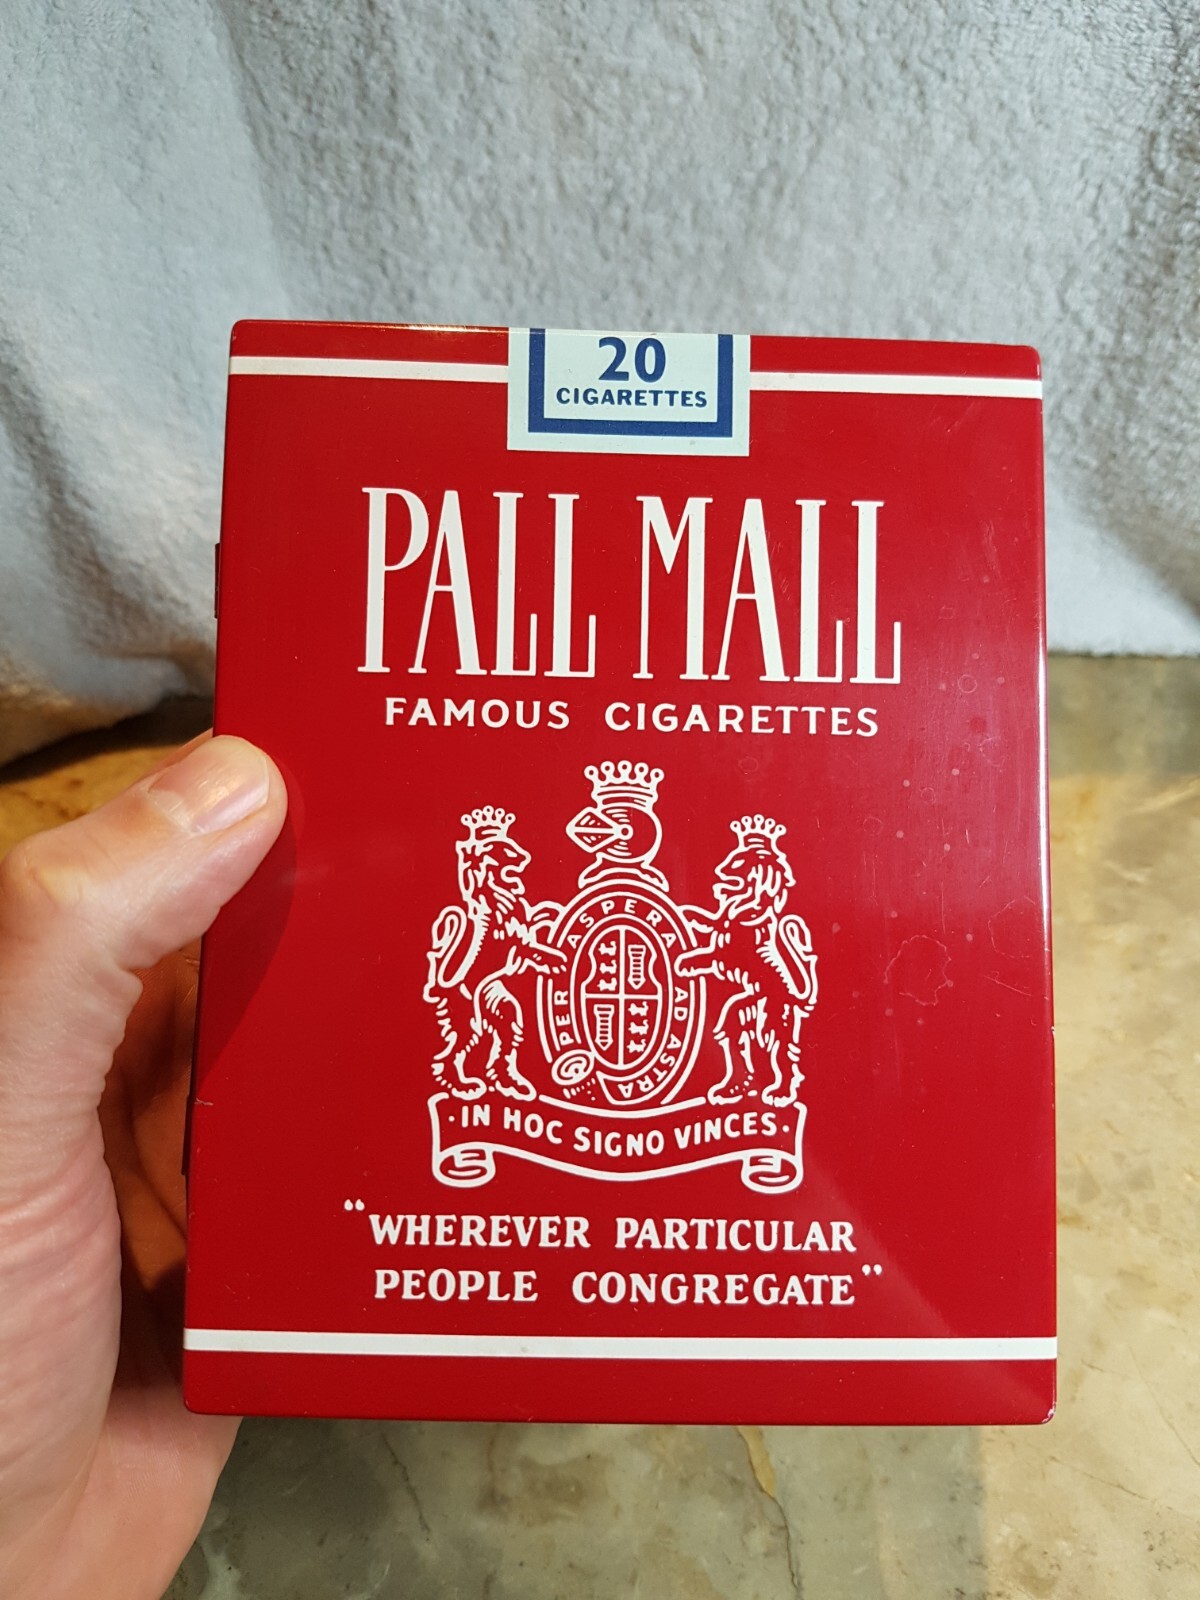 20
CIGARETTES
PALL MALL
FAMOUS CIGARETTES
PER ASPERA AD ASTRA
·IN HOC SIGNO VINCES·
"WHEREVER PARTICULAR
PEOPLE CONGREGATE"